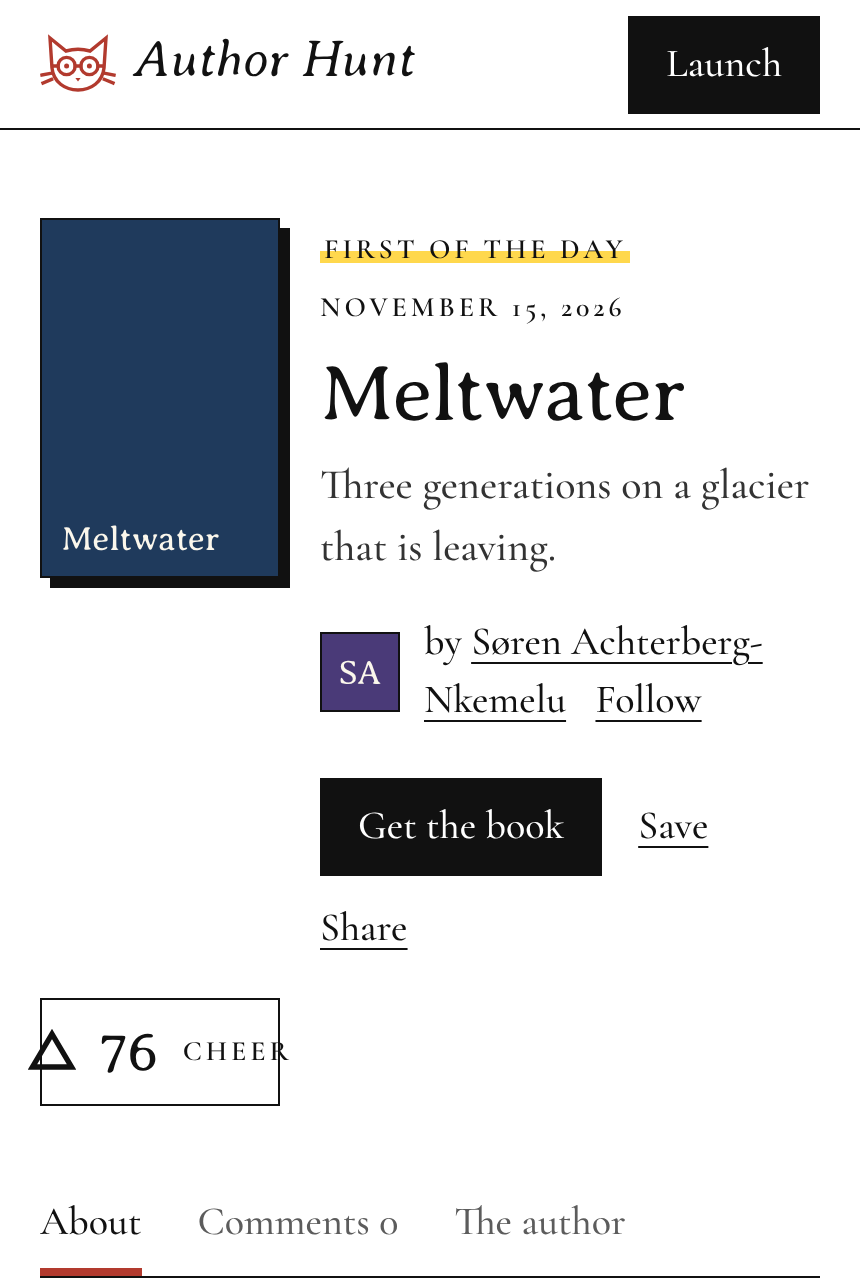 Author Hunt
Launch
Meltwater
FIRST OF THE DAY
NOVEMBER 15, 2026
Meltwater
Three generations on a glacier
that is leaving.
SA
by Søren Achterberg-
Nkemelu Follow
Get the book
Save
Share
76 CHEER
About
Comments 0
The author